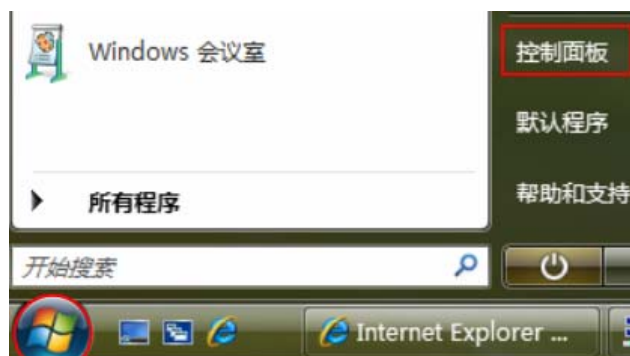 Windows 会议室
所有程序
开始搜索
控制面板
默认程序
帮助和支持
Internet Explorer ...